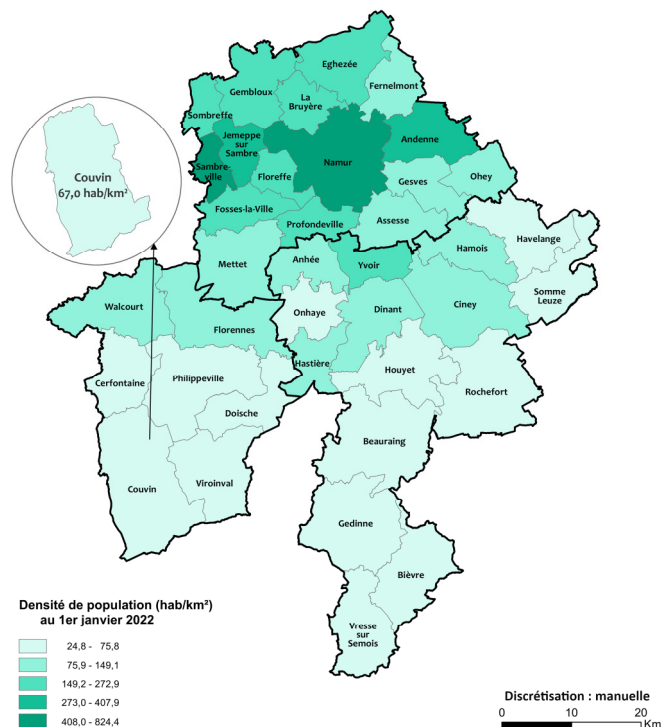 Eghezée
Gembloux
Fernelmont
La
Bruyère
Sombreffe
Jemeppe
sur
Sambre
Andenne
Couvin
67,0 hab/km²
Sambre-
ville
Namur
Floreffe
Gesves
Ohey
Fosses-la-Ville
Profondeville
Assesse
Havelange
Mettet
Anhée
Yvoir
Hamois
Somme
Leuze
Walcourt
Onhaye
Dinant
Ciney
Florennes
Hastière
Houyet
Cerfontaine
Philippeville
Rochefort
Doische
Beauraing
Couvin
Viroinval
Gedinne
Bièvre
Vresse
sur
Semois
Densité de population (hab/km²)
au 1er janvier 2022
24,8 - 75,8
75,9 - 149,1
149,2 - 272,9
273,0 - 407,9
408,0 - 824,4
Discrétisation : manuelle
0 10 20
Km